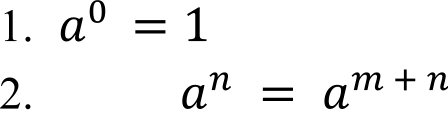 1. a⁰ = 1
2. aⁿ = aᵐ ⁺ ⁿ